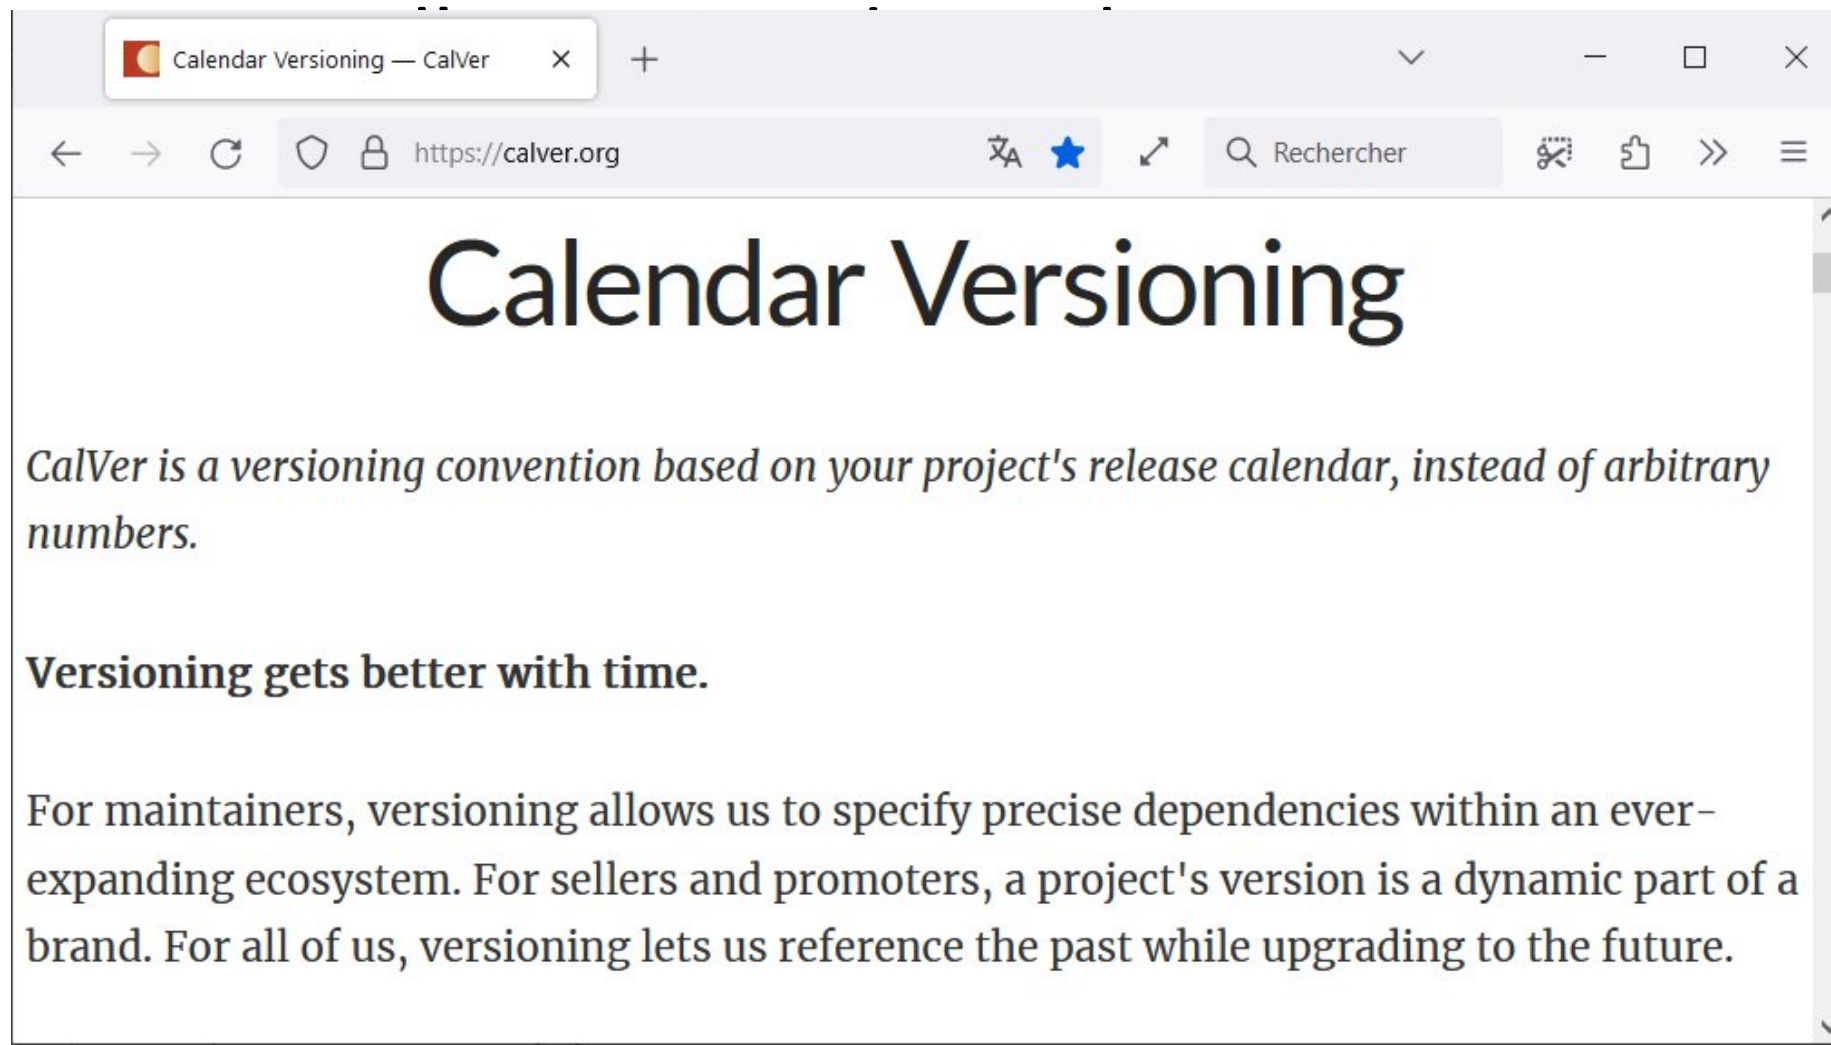 Calendar Versioning — CalVer
https://calver.org
Rechercher
Calendar Versioning
CalVer is a versioning convention based on your project's release calendar, instead of arbitrary
numbers.
Versioning gets better with time.
For maintainers, versioning allows us to specify precise dependencies within an ever-
expanding ecosystem. For sellers and promoters, a project's version is a dynamic part of a
brand. For all of us, versioning lets us reference the past while upgrading to the future.